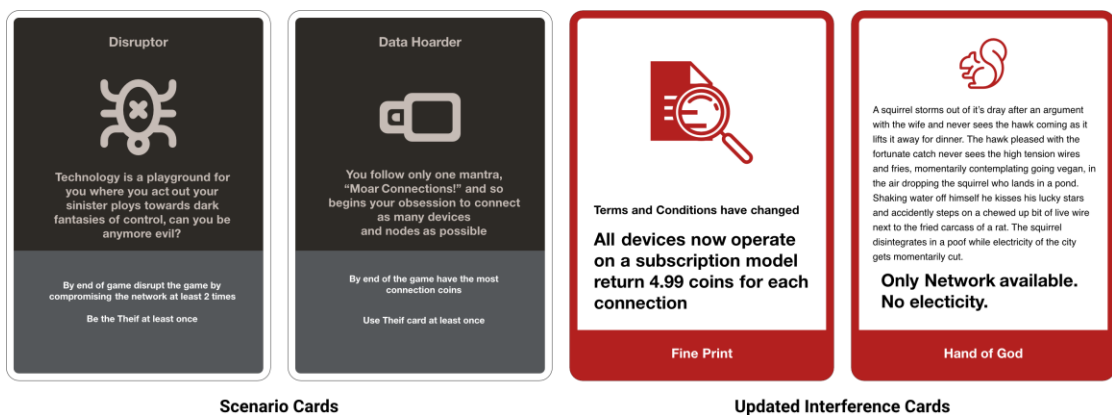 Disruptor
Technology is a playground for
you where you act out your
sinister ploys towards dark
fantasies of control, can you be
anymore evil?
By end of game disrupt the game by
compromising the network at least 2 times
Be the Theif at least once
Data Hoarder
You follow only one mantra,
“Moar Connections!” and so
begins your obsession to connect
as many devices
and nodes as possible
By end of the game have the most
connection coins
Use Theif card at least once
Scenario Cards
Terms and Conditions have changed
All devices now operate
on a subscription model
return 4.99 coins for each
connection
Fine Print
A squirrel storms out of it’s dray after an argument
with the wife and never sees the hawk coming as it
lifts it away for dinner. The hawk pleased with the
fortunate catch never sees the high tension wires
and fries, momentarily contemplating going vegan, in
the air dropping the squirrel who lands in a pond.
Shaking water off himself he kisses his lucky stars
and accidently steps on a chewed up bit of live wire
next to the fried carcass of a rat. The squirrel
disintegrates in a poof while electricity of the city
gets momentarily cut.
Only Network available.
No electicity.
Hand of God
Updated Interference Cards